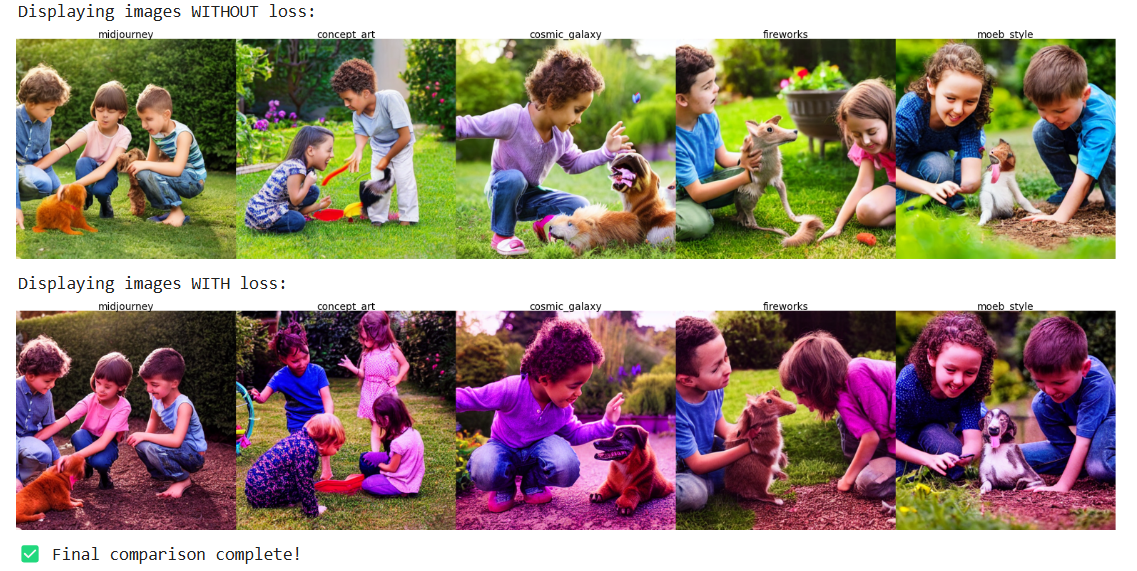 Displaying images WITHOUT loss:
midjourney concept_art cosmic_galaxy fireworks moeb_style
Displaying images WITH loss:
midjourney concept_art cosmic_galaxy fireworks moeb_style
✅ Final comparison complete!